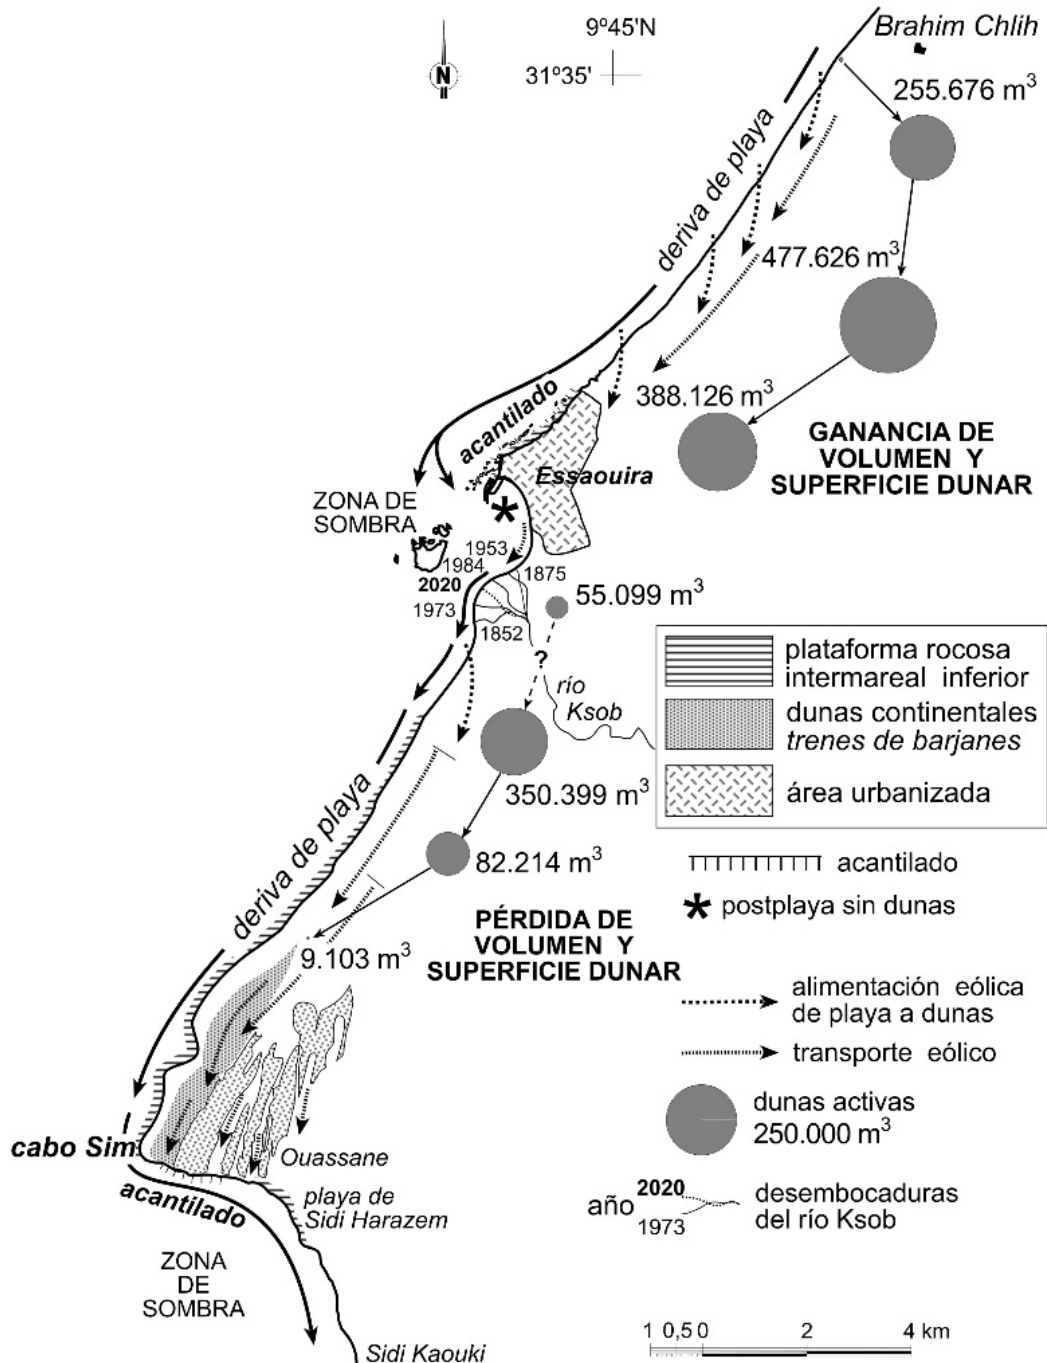 9º45'N
31º35'
N
Brahim Chlih
255.676 m³
deriva de playa
477.626 m³
388.126 m³
GANANCIA DE
VOLUMEN Y
SUPERFICIE DUNAR
acantilado
Essaouira
ZONA DE
SOMBRA
*
1953
1984
2020
1973
1875
1852
55.099 m³
?
río
Ksob
350.399 m³
82.214 m³
deriva de playa
PÉRDIDA DE
VOLUMEN Y
SUPERFICIE DUNAR
9.103 m³
cabo Sim
acantilado
Ouassane
playa de
Sidi Harazem
ZONA
DE
SOMBRA
Sidi Kaouki
plataforma rocosa
intermareal inferior
dunas continentales
trenes de barjanes
área urbanizada
acantilado
* postplaya sin dunas
alimentación eólica
de playa a dunas
transporte eólico
dunas activas
250.000 m³
año 2020
1973
desembocaduras
del río Ksob
1 0,5 0 2 4 km